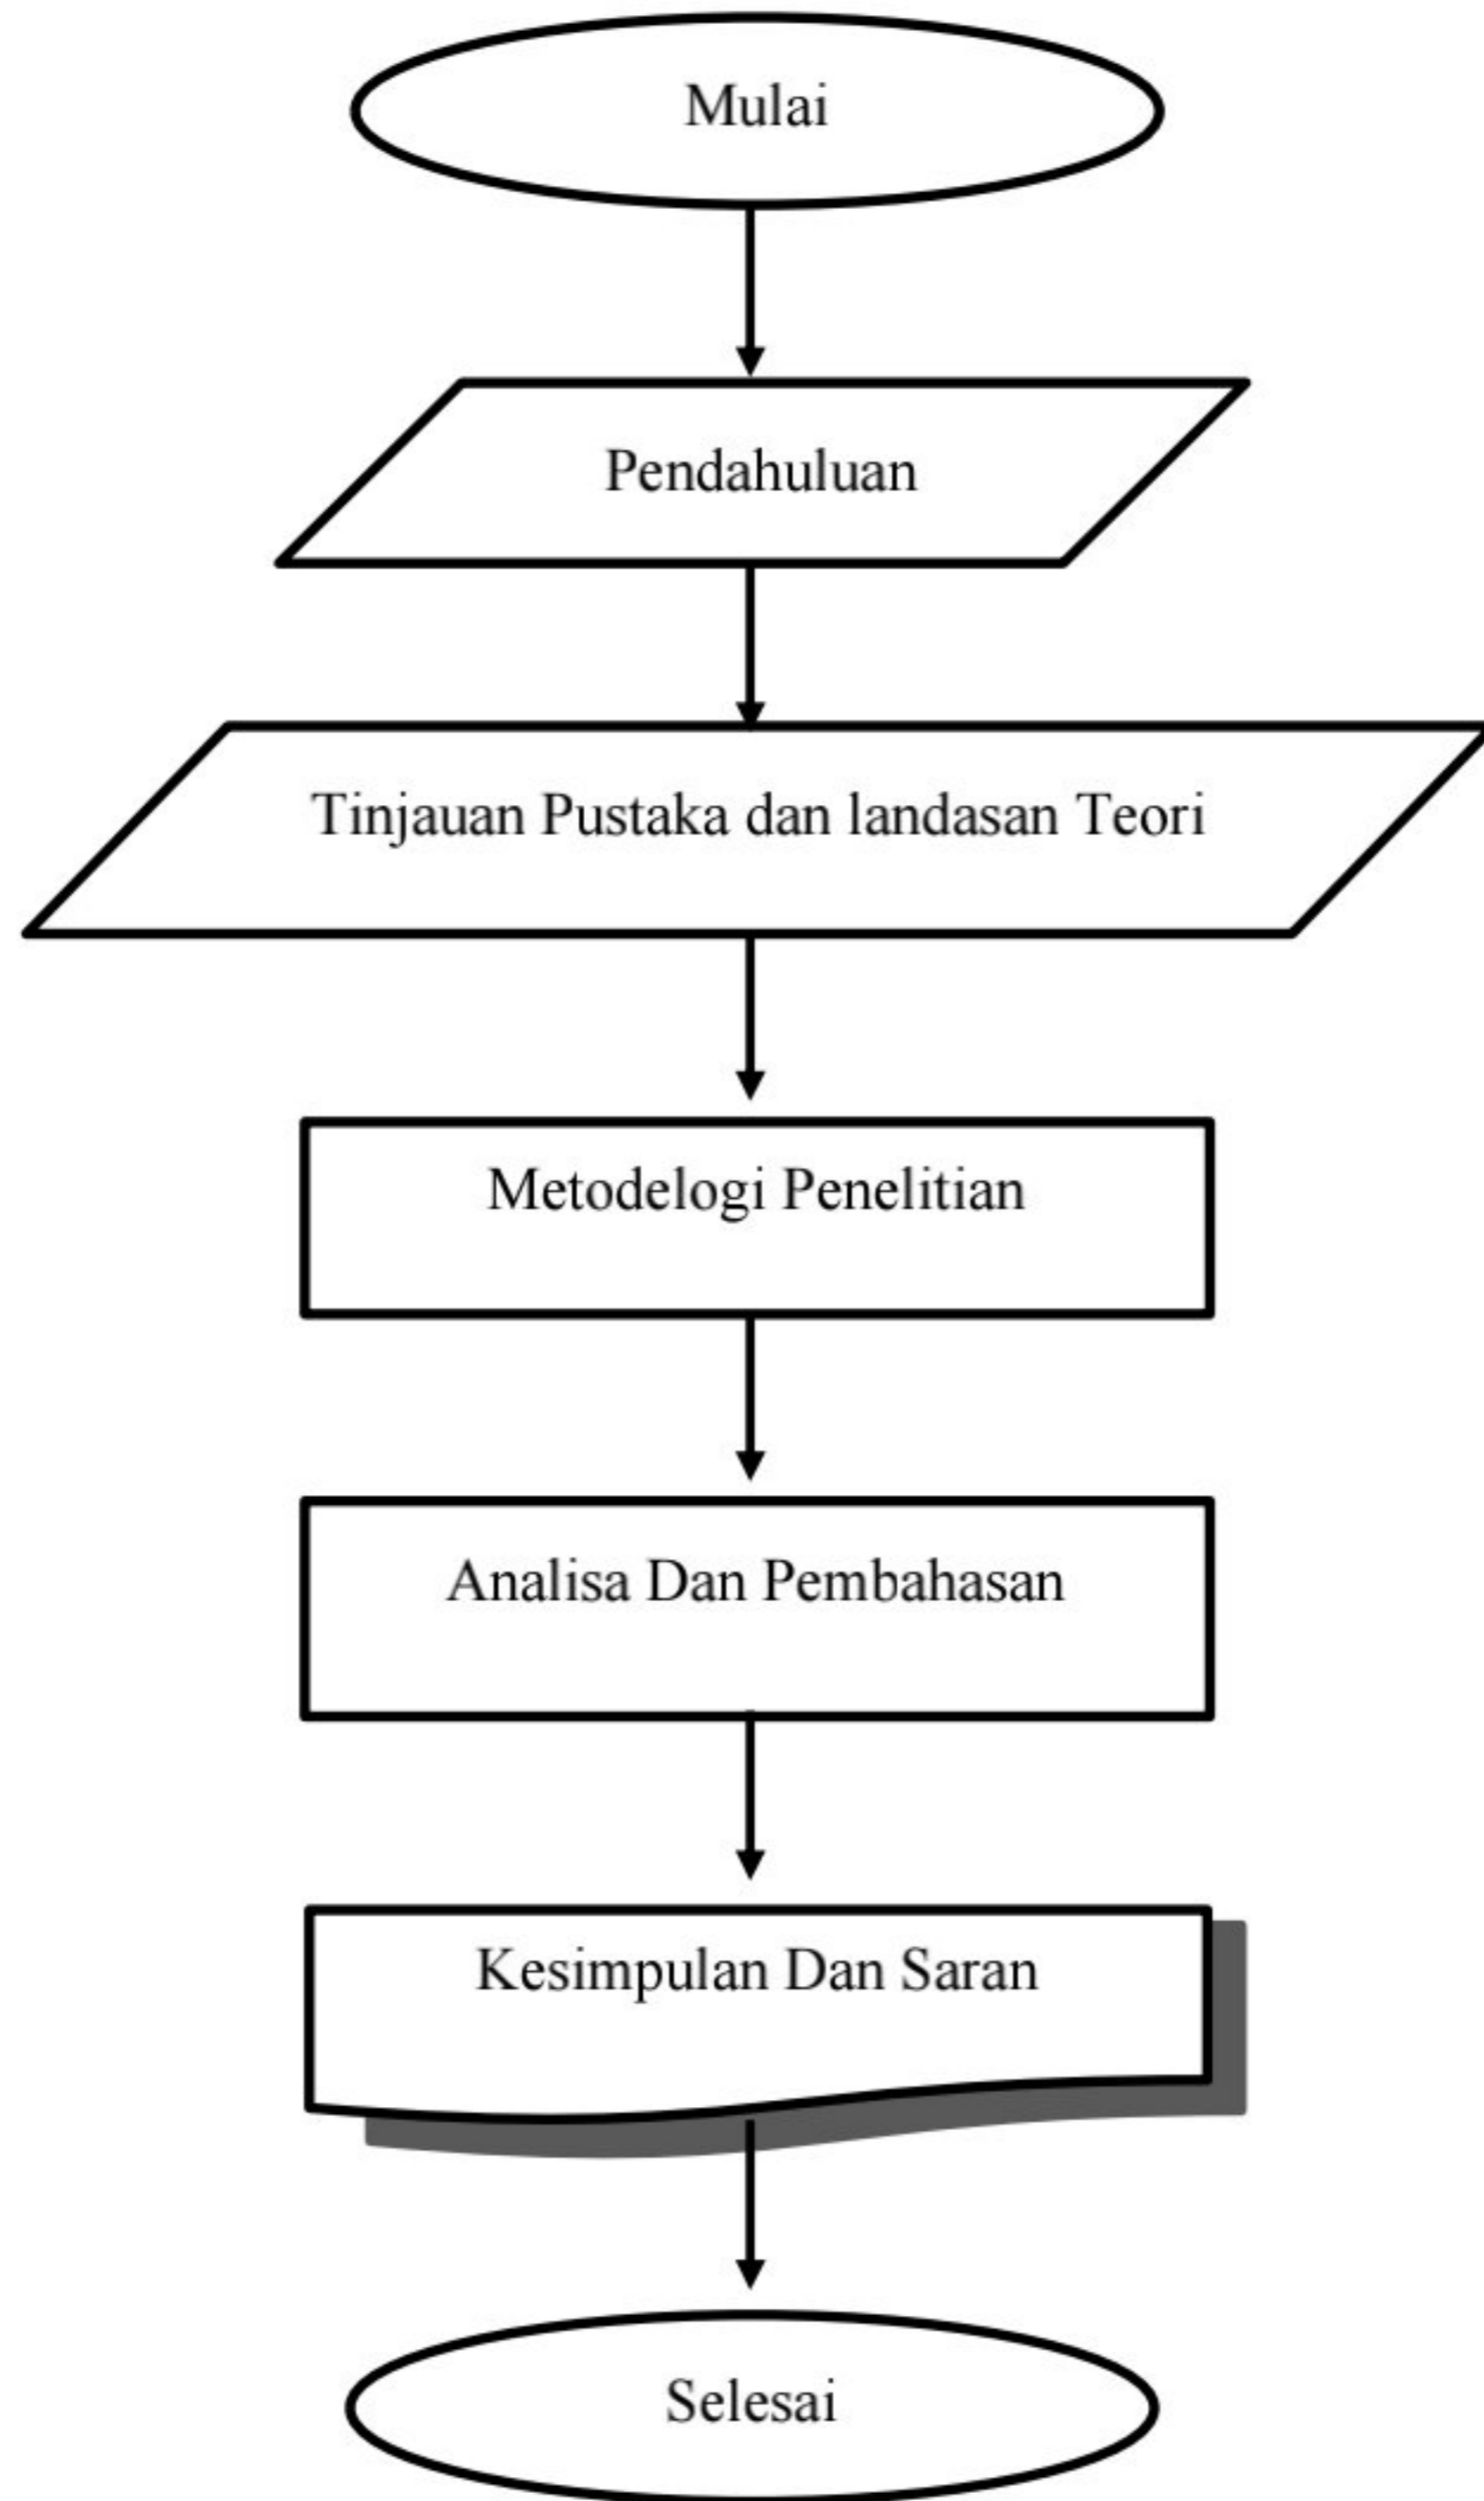 Mulai
Pendahuluan
Tinjauan Pustaka dan landasan Teori
Metodelogi Penelitian
Analisa Dan Pembahasan
Kesimpulan Dan Saran
Selesai